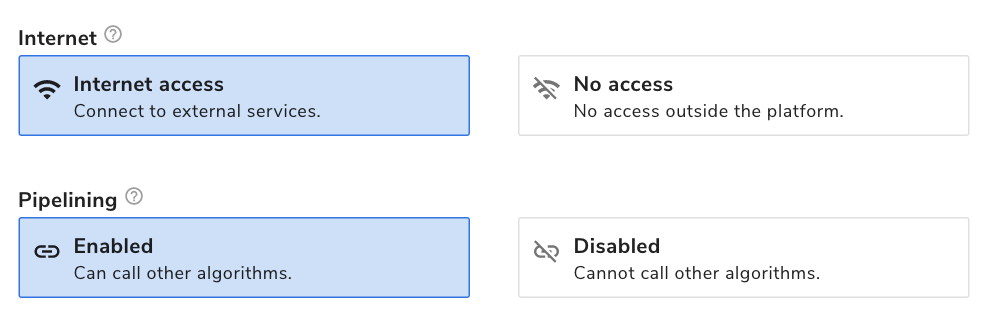 Internet
Internet access
Connect to external services.
No access
No access outside the platform.
Pipelining
Enabled
Can call other algorithms.
Disabled
Cannot call other algorithms.